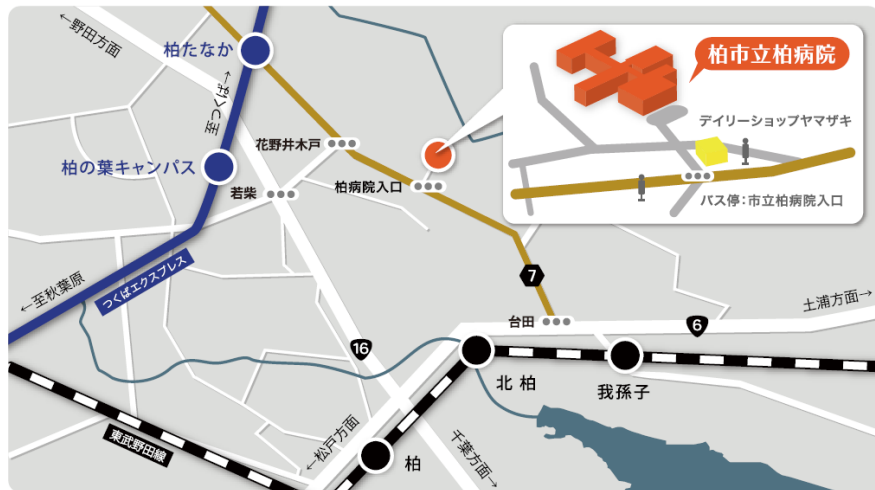 ←野田方面
柏たなか
至つくば→
柏の葉キャンパス
花野井木戸
若柴
柏病院入口
柏市立柏病院
デイリーショップヤマザキ
バス停：市立柏病院入口
←至秋葉原
つくばエクスプレス
7
台田
土浦方面→
6
16
北柏
我孫子
東武野田線
←松戸方面
柏
千葉方面→